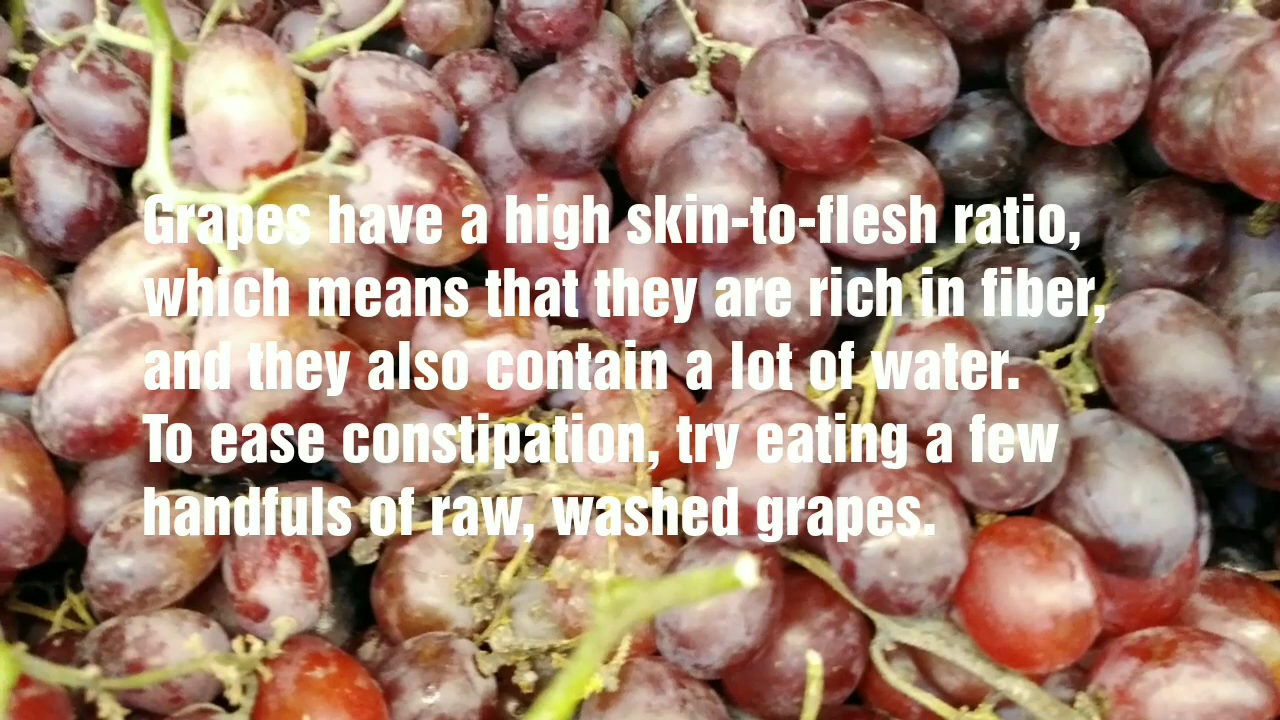 Grapes have a high skin-to-flesh ratio,
which means that they are rich in fiber,
and they also contain a lot of water.
To ease constipation, try eating a few
handfuls of raw, washed grapes.